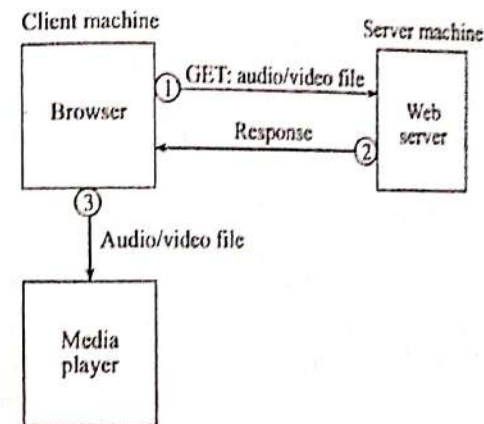 Client machine
Server machine
1
GET: audio/video file
Browser
Web
server
Response
2
3
Audio/video file
Media
player